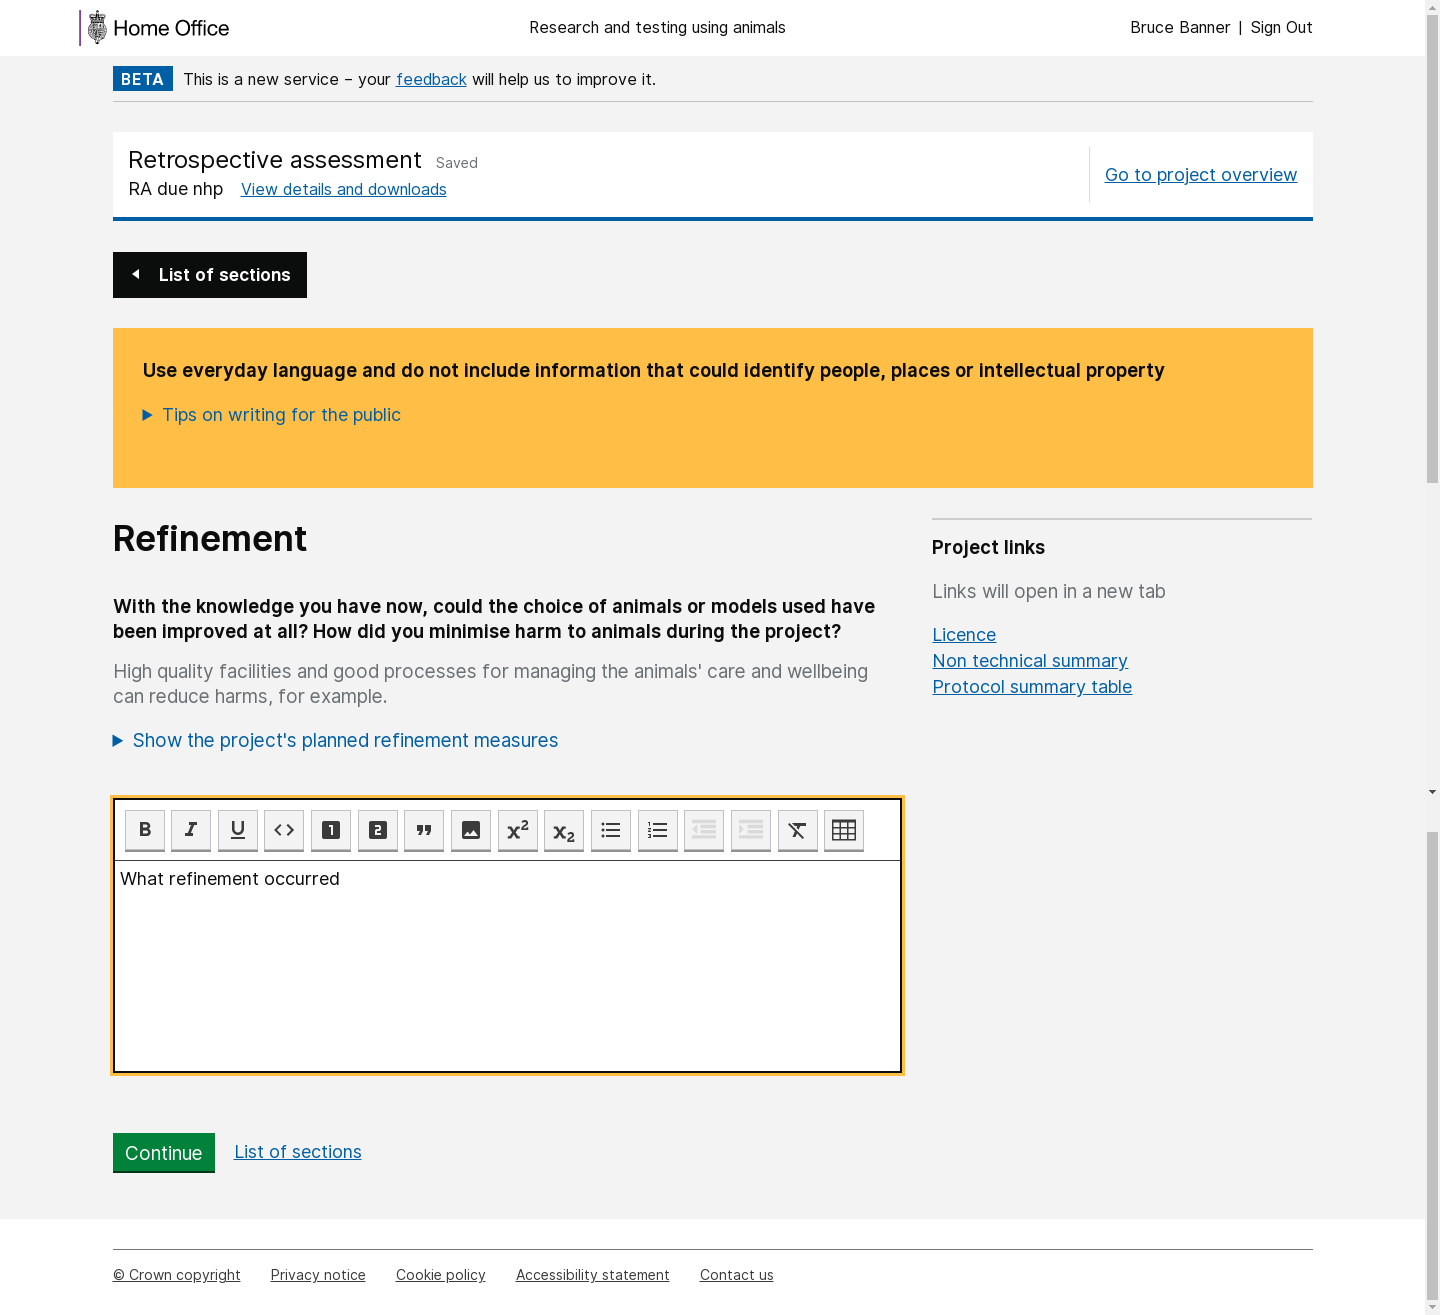 Home Office
Research and testing using animals
Bruce Banner | Sign Out
BETA This is a new service – your feedback will help us to improve it.
Retrospective assessment Saved
RA due nhp View details and downloads
Go to project overview
List of sections
Use everyday language and do not include information that could identify people, places or intellectual property
Tips on writing for the public
Refinement
With the knowledge you have now, could the choice of animals or models used have
been improved at all? How did you minimise harm to animals during the project?
High quality facilities and good processes for managing the animals' care and wellbeing
can reduce harms, for example.
Show the project's planned refinement measures
Project links
Links will open in a new tab
Licence
Non technical summary
Protocol summary table
What refinement occurred
Continue List of sections
© Crown copyright Privacy notice Cookie policy Accessibility statement Contact us